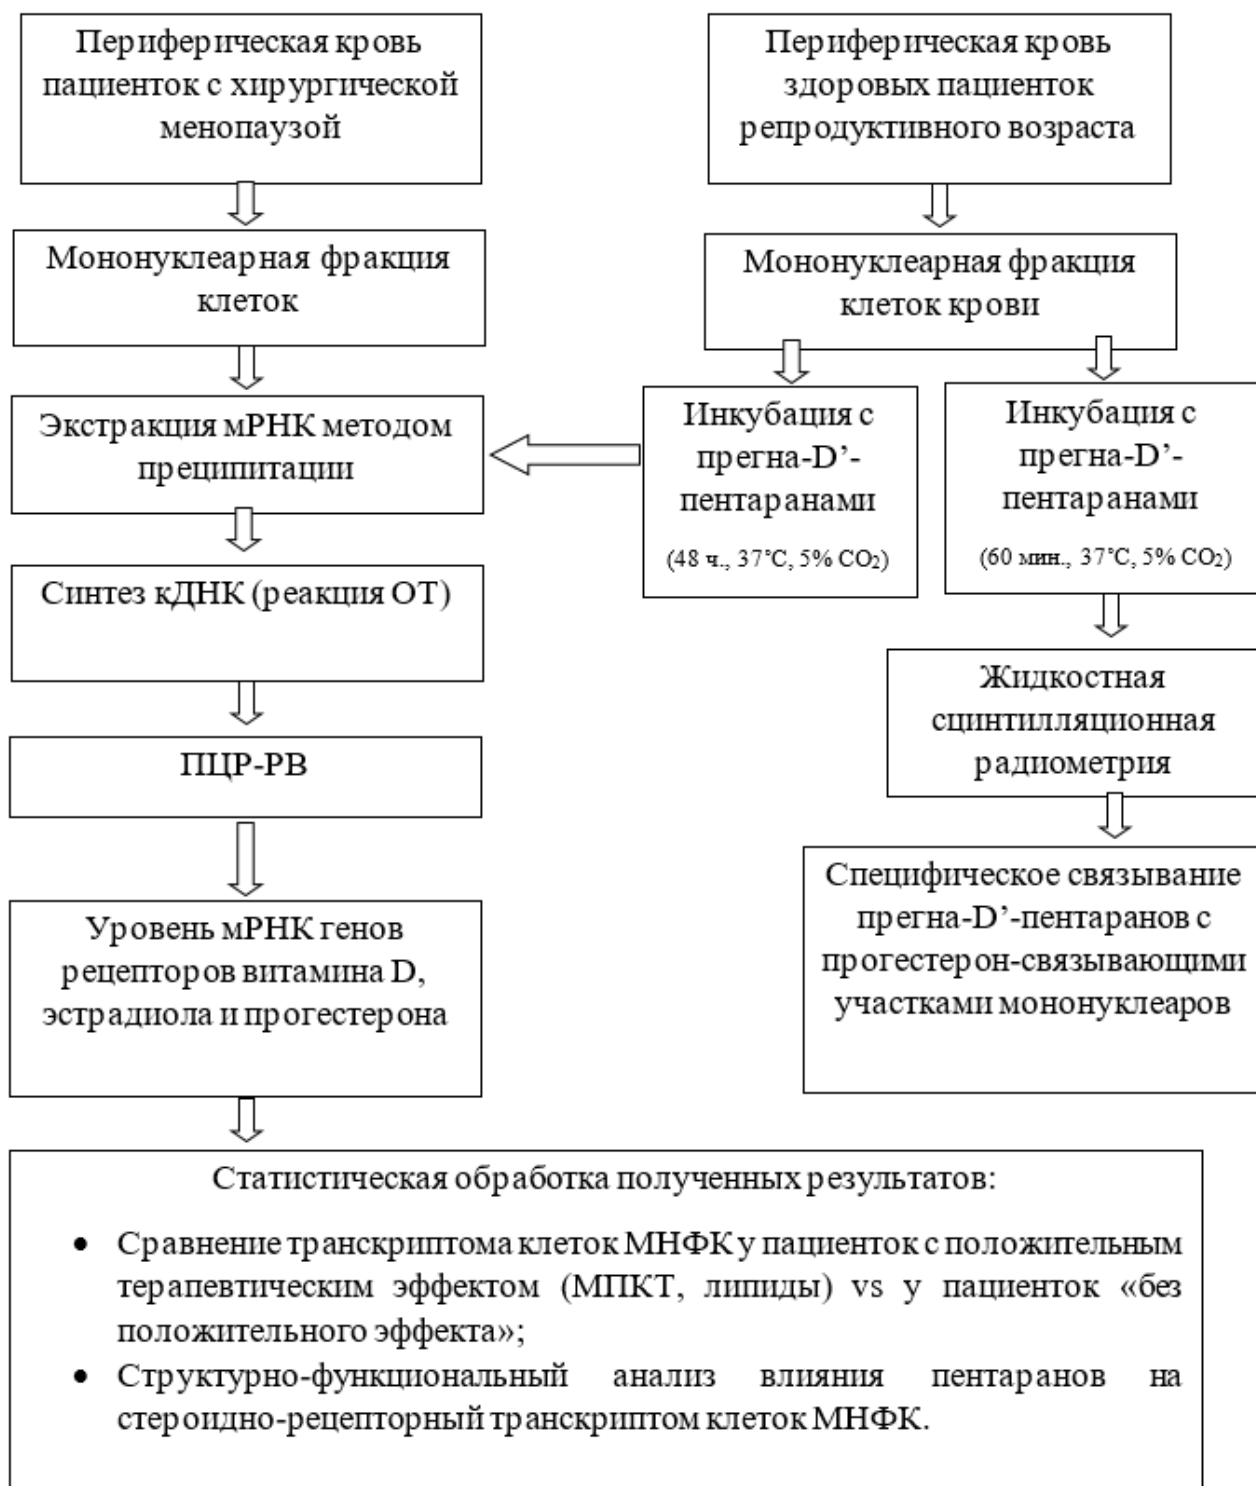 Периферическая кровь
пациенток с хирургической
менопаузой
Периферическая кровь
здоровых пациенток
репродуктивного возраста
Мононуклеарная фракция
клеток
Мононуклеарная фракция
клеток крови
Экстракция мРНК методом
преципитации
Инкубация с
прегна-D’-
пентаранами
(48 ч., 37°C, 5% CO₂)
Инкубация с
прегна-D’-
пентаранами
(60 мин., 37°C, 5% CO₂)
Синтез кДНК (реакция ОТ)
Жидкостная
сцинтилляционная
радиометрия
ПЦР-РВ
Специфическое связывание
прегна-D’-пентаранов с
прогестерон-связывающими
участками мононуклеаров
Уровень мРНК генов
рецепторов витамина D,
эстрадиола и прогестерона
Статистическая обработка полученных результатов:
• Сравнение транскриптома клеток МНФК у пациенток с положительным
терапевтическим эффектом (МПКТ, липиды) vs у пациенток «без
положительного эффекта»;
• Структурно-функциональный анализ влияния пентаранов на
стероидно-рецепторный транскриптом клеток МНФК.